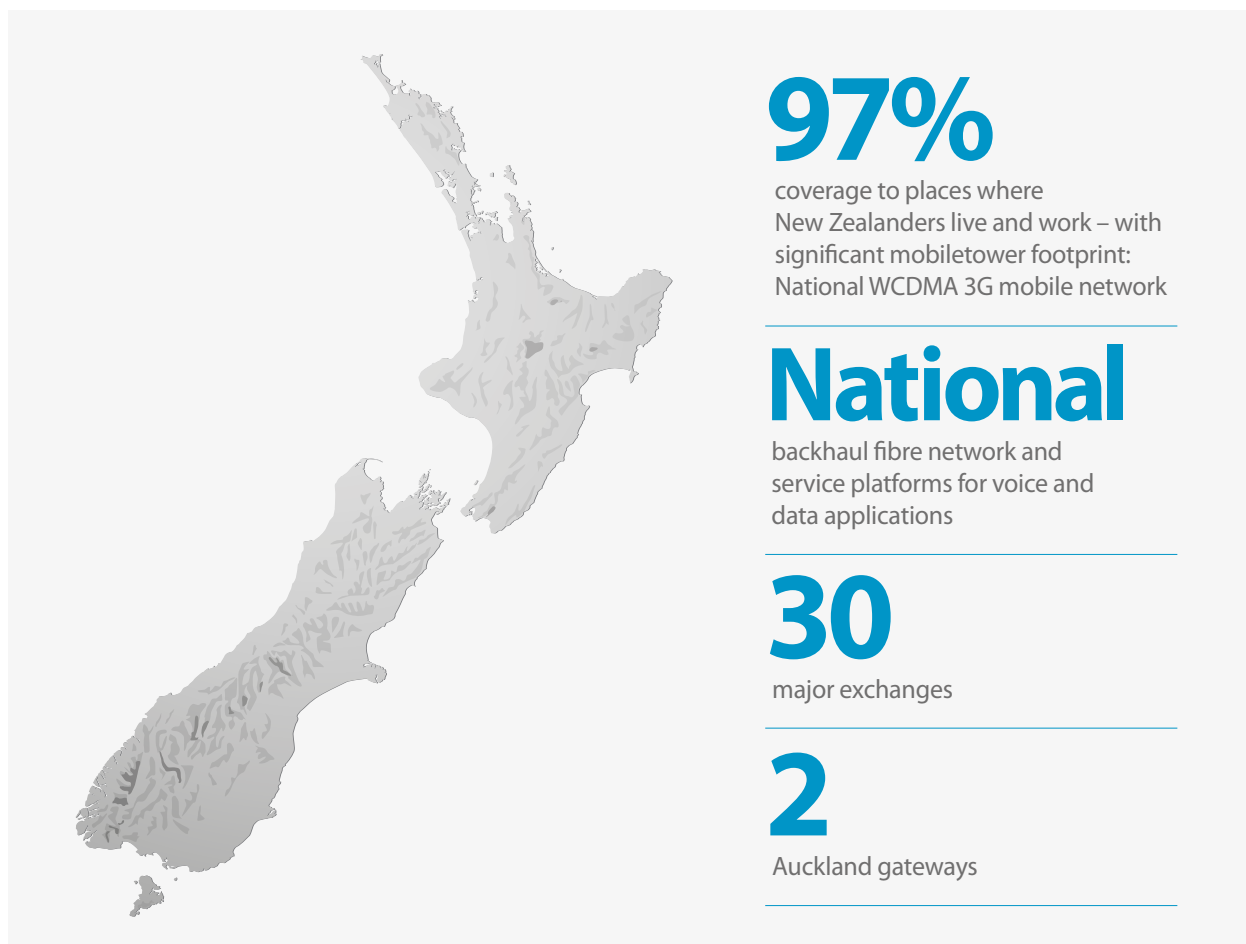 97%
coverage to places where
New Zealanders live and work – with
significant mobiletower footprint:
National WCDMA 3G mobile network
National
backhaul fibre network and
service platforms for voice and
data applications
30
major exchanges
2
Auckland gateways